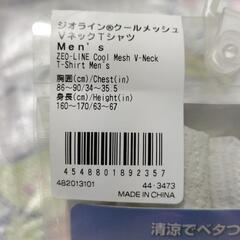 ジオライン®クールメッシュ
VネックTシャツ
Men's
ZEO-LINE Cool Mesh V-Neck
T-Shirt Men's
胸囲(cm)/Chest(in)
86~90/34~35.5
身長(cm)/Height(in)
160~170/63~67
4548801892357
482013101 44-3473
MADE IN CHINA
清涼でベタつ